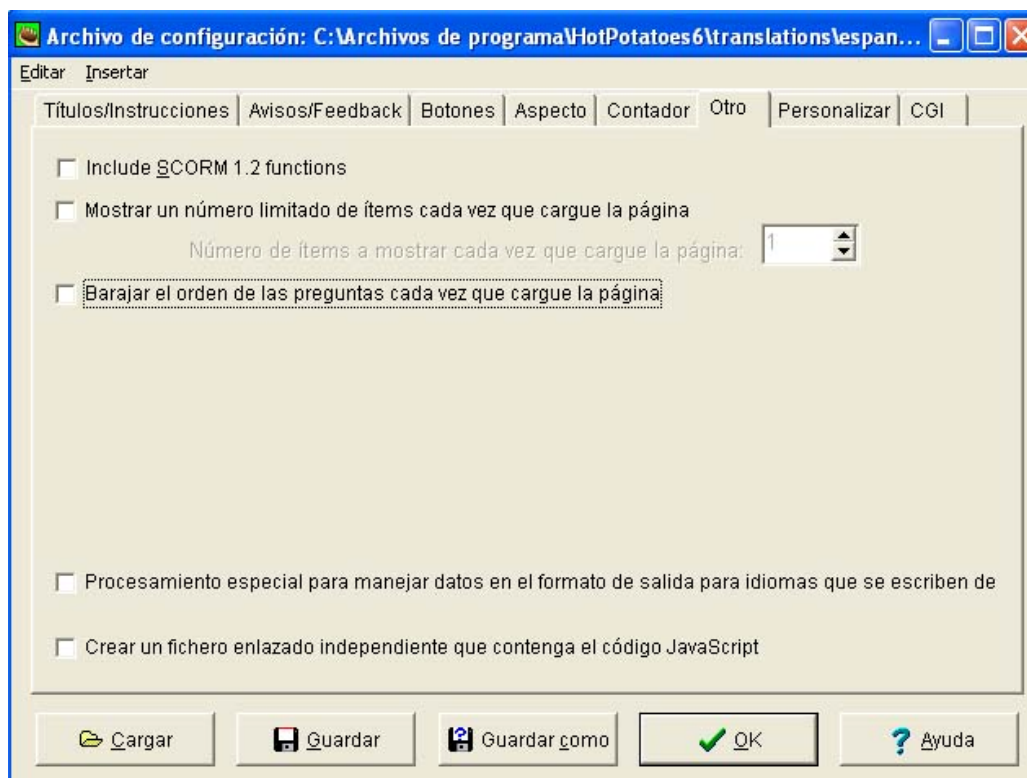 Archivo de configuración: C:\Archivos de programa\HotPotatoes6\translations\espan...
Editar Insertar
Títulos/Instrucciones Avisos/Feedback Botones Aspecto Contador Otro Personalizar CGI
Include SCORM 1.2 functions
Mostrar un número limitado de ítems cada vez que cargue la página
Número de ítems a mostrar cada vez que cargue la página: 1
Barajar el orden de las preguntas cada vez que cargue la página
Procesamiento especial para manejar datos en el formato de salida para idiomas que se escriben de
Crear un fichero enlazado independiente que contenga el código JavaScript
Cargar Guardar Guardar como OK Ayuda